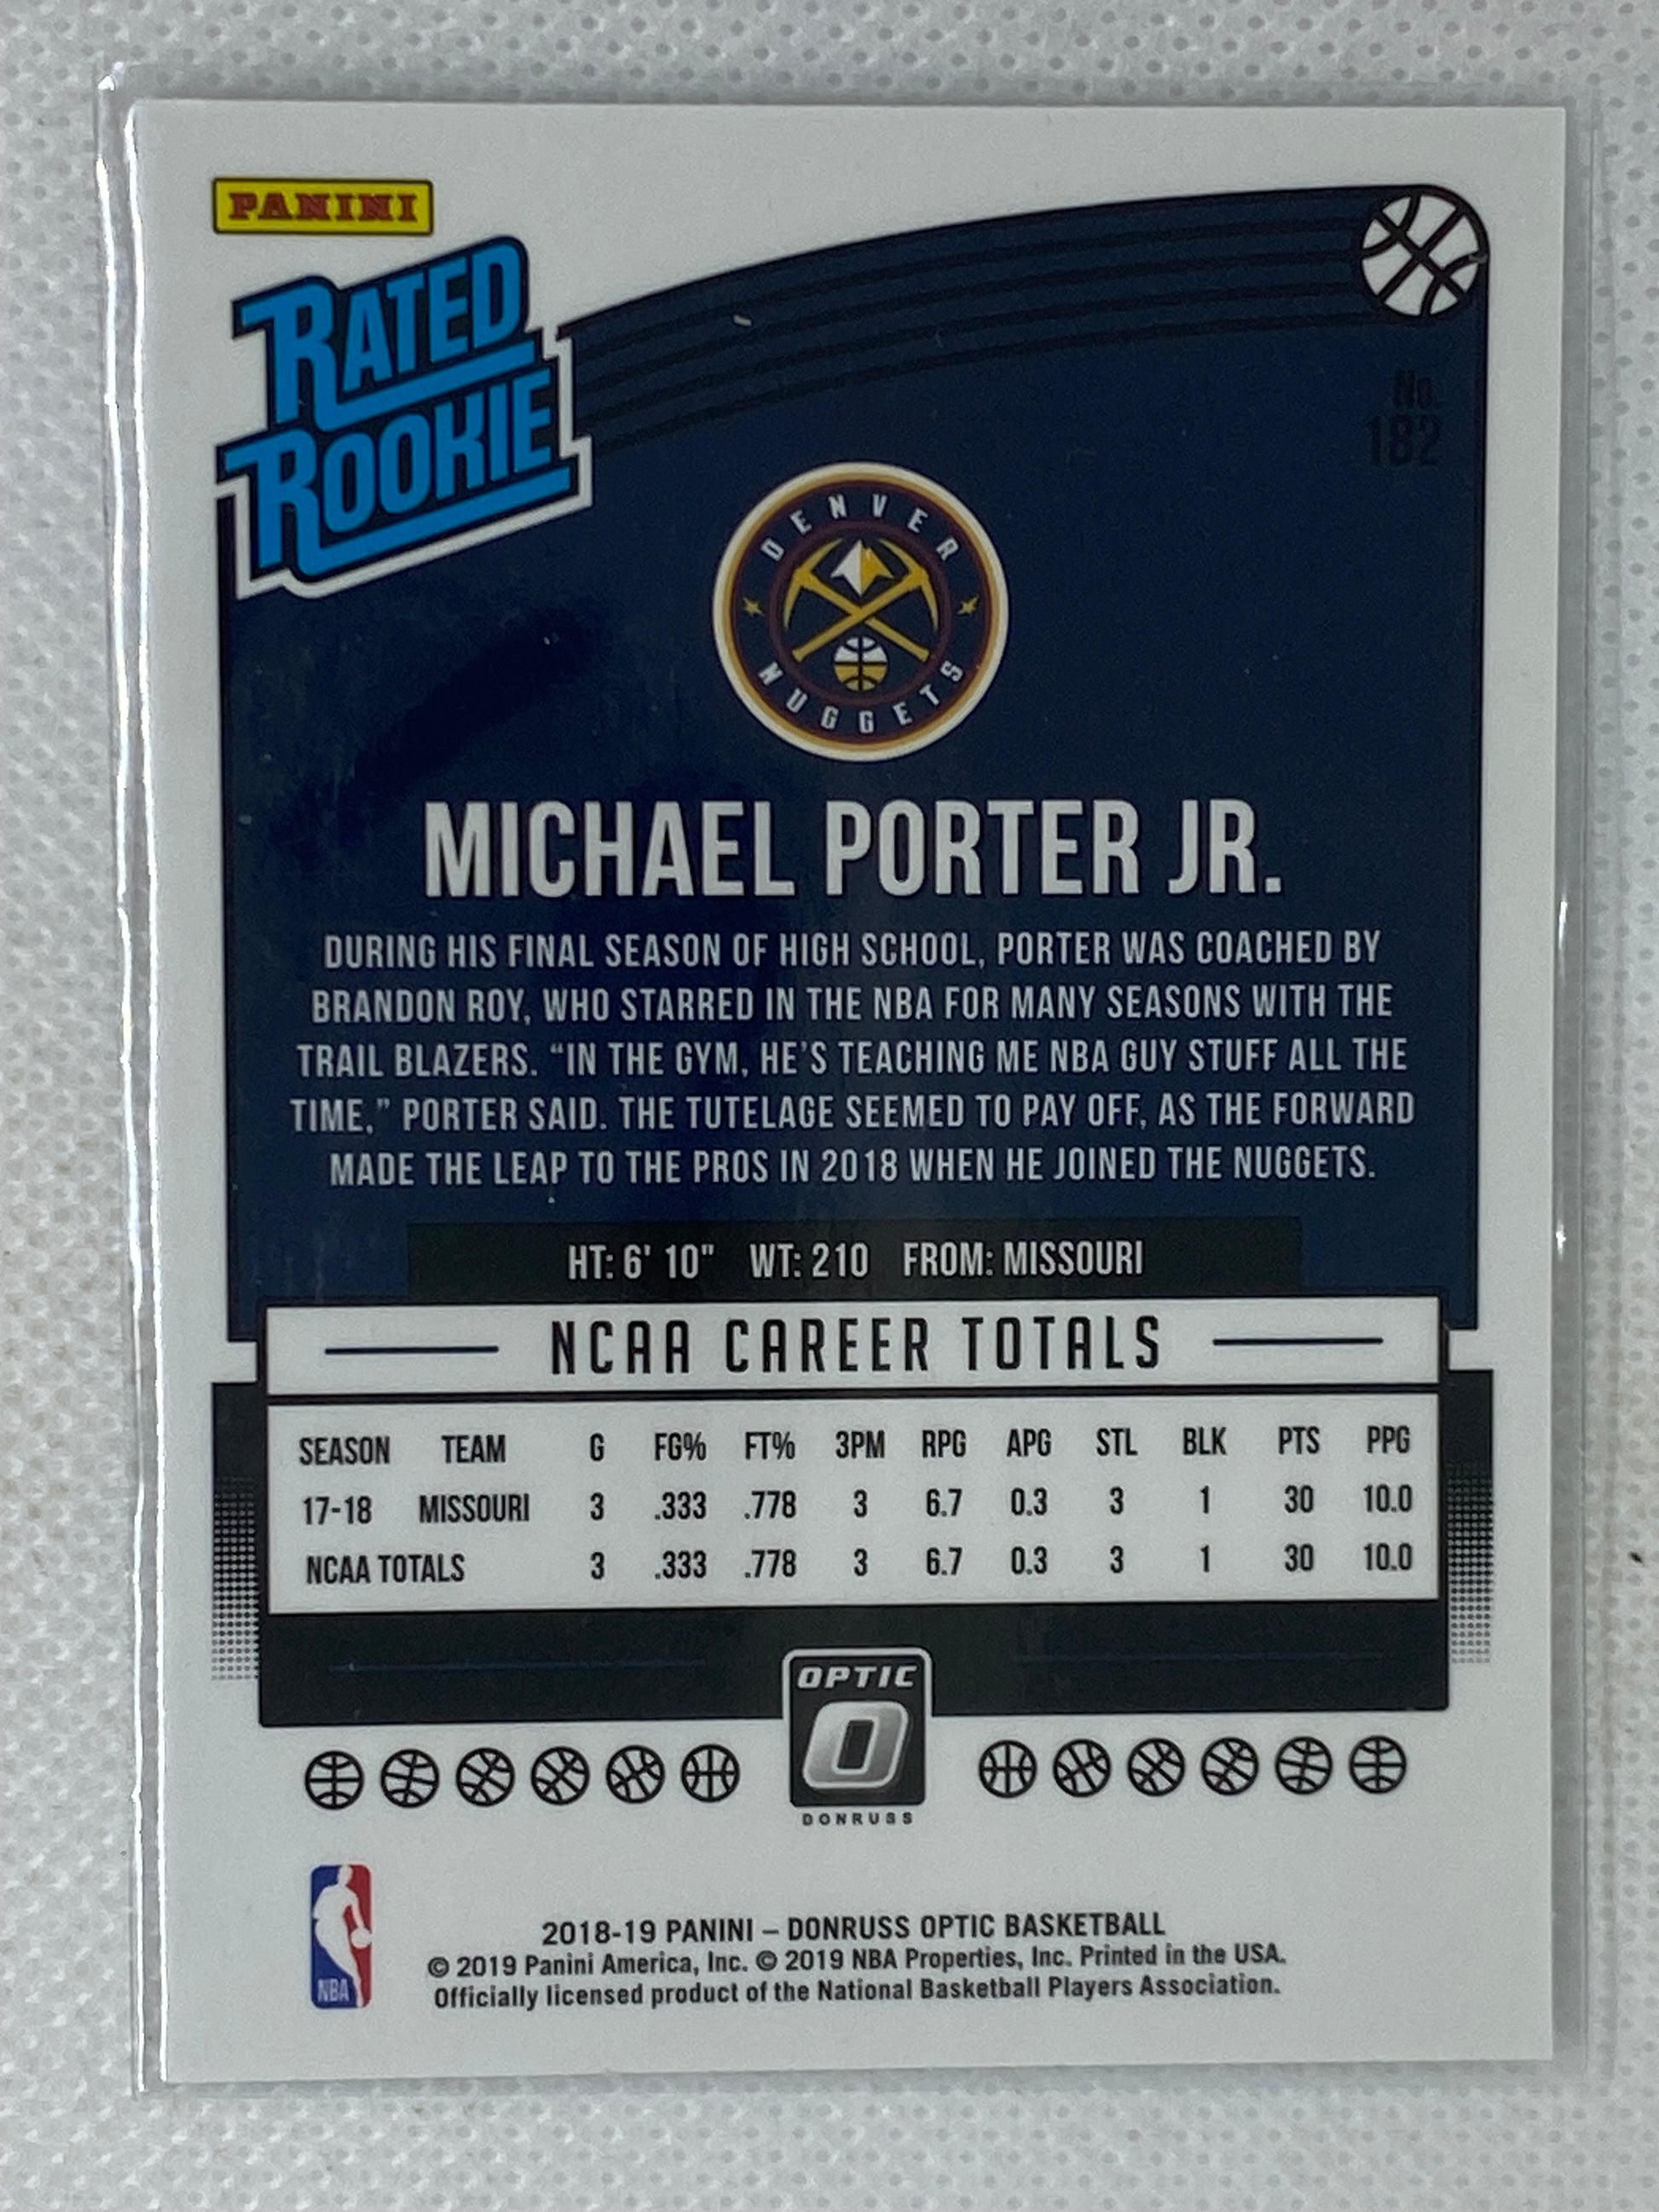 PANINI
RATED
ROOKIE
No.
182
DENVER
NUGGETS
MICHAEL PORTER JR.
DURING HIS FINAL SEASON OF HIGH SCHOOL, PORTER WAS COACHED BY
BRANDON ROY, WHO STARRED IN THE NBA FOR MANY SEASONS WITH THE
TRAIL BLAZERS. “IN THE GYM, HE’S TEACHING ME NBA GUY STUFF ALL THE
TIME,” PORTER SAID. THE TUTELAGE SEEMED TO PAY OFF, AS THE FORWARD
MADE THE LEAP TO THE PROS IN 2018 WHEN HE JOINED THE NUGGETS.
HT: 6' 10" WT: 210 FROM: MISSOURI
NCAA CAREER TOTALS
SEASON TEAM G FG% FT% 3PM RPG APG STL BLK PTS PPG
17-18 MISSOURI 3 .333 .778 3 6.7 0.3 3 1 30 10.0
NCAA TOTALS 3 .333 .778 3 6.7 0.3 3 1 30 10.0
OPTIC
O
DONRUSS
NBA
2018-19 PANINI – DONRUSS OPTIC BASKETBALL
© 2019 Panini America, Inc. © 2019 NBA Properties, Inc. Printed in the USA.
Officially licensed product of the National Basketball Players Association.